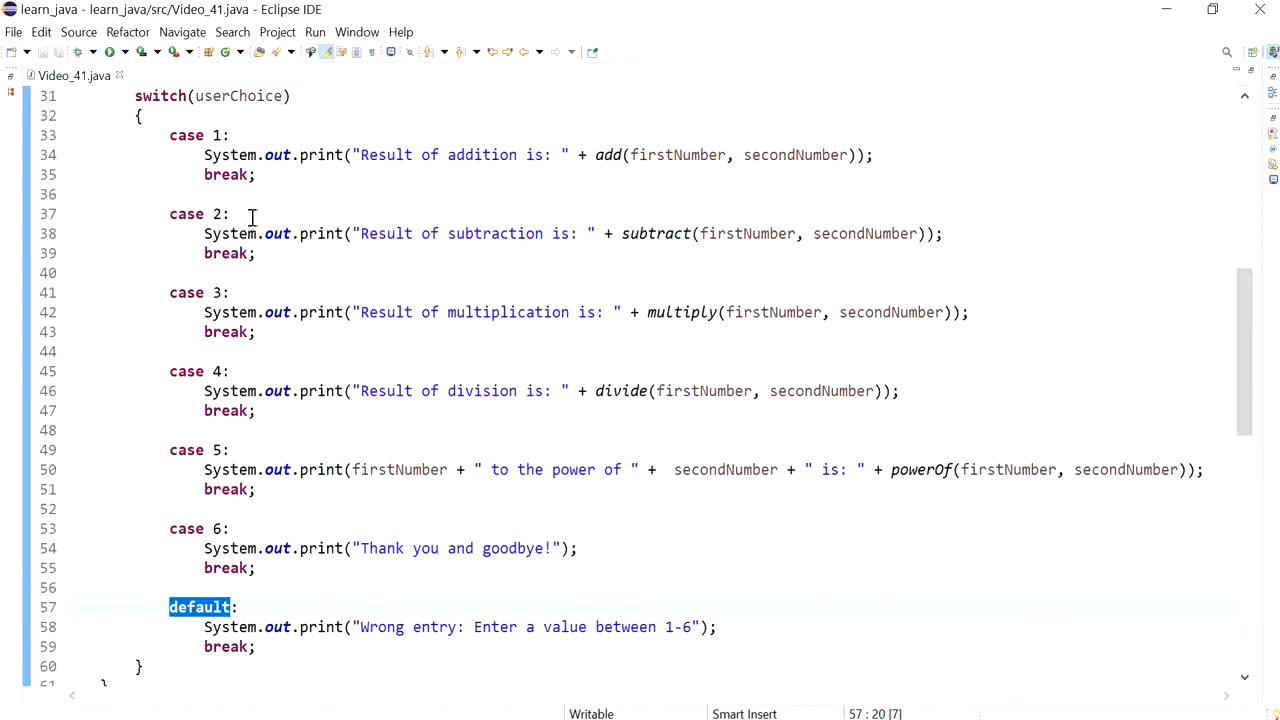 learn_java - learn_java/src/Video_41.java - Eclipse IDE
File Edit Source Refactor Navigate Search Project Run Window Help
Video_41.java
31 switch(userChoice)
32 {
33 case 1:
34 System.out.print("Result of addition is: " + add(firstNumber, secondNumber));
35 break;
36
37 case 2:
38 System.out.print("Result of subtraction is: " + subtract(firstNumber, secondNumber));
39 break;
40
41 case 3:
42 System.out.print("Result of multiplication is: " + multiply(firstNumber, secondNumber));
43 break;
44
45 case 4:
46 System.out.print("Result of division is: " + divide(firstNumber, secondNumber));
47 break;
48
49 case 5:
50 System.out.print(firstNumber + " to the power of " +  secondNumber + " is: " + powerOf(firstNumber, secondNumber));
51 break;
52
53 case 6:
54 System.out.print("Thank you and goodbye!");
55 break;
56
57 default:
58 System.out.print("Wrong entry: Enter a value between 1-6");
59 break;
60 }
61 }
Writable Smart Insert 57 : 20 [7]